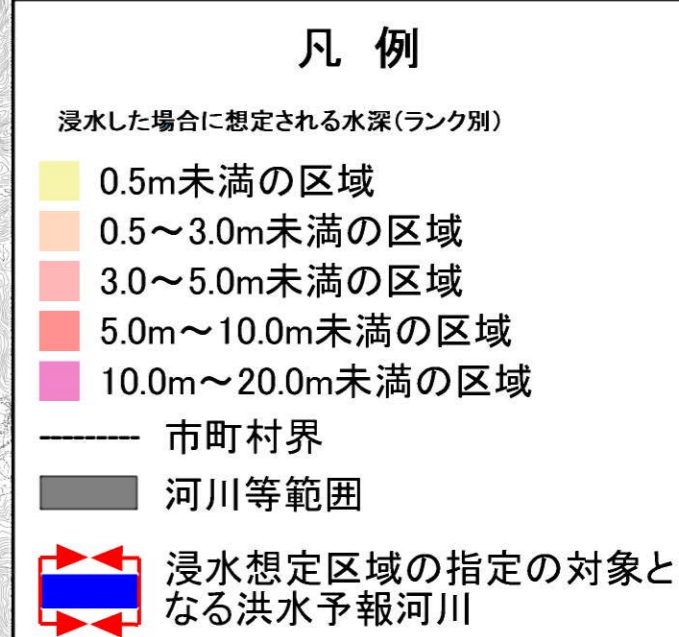 凡 例
浸水した場合に想定される水深(ランク別)
0.5m未満の区域
0.5～3.0m未満の区域
3.0～5.0m未満の区域
5.0m～10.0m未満の区域
10.0m～20.0m未満の区域
市町村界
河川等範囲
浸水想定区域の指定の対象と
なる洪水予報河川